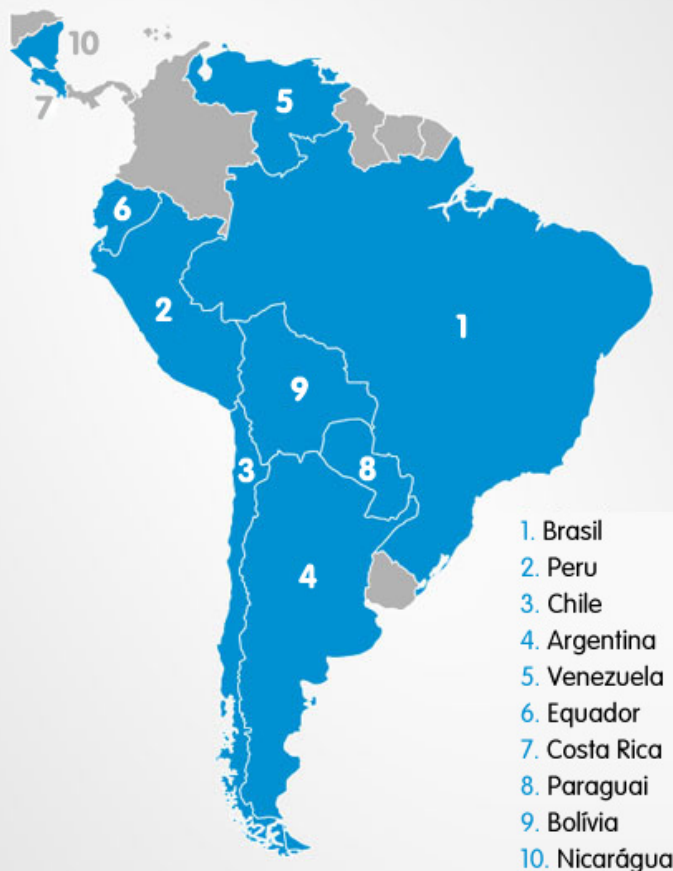 10
7
5
6
2
1
9
3
8
4
1. Brasil
2. Peru
3. Chile
4. Argentina
5. Venezuela
6. Equador
7. Costa Rica
8. Paraguai
9. Bolívia
10. Nicarágua